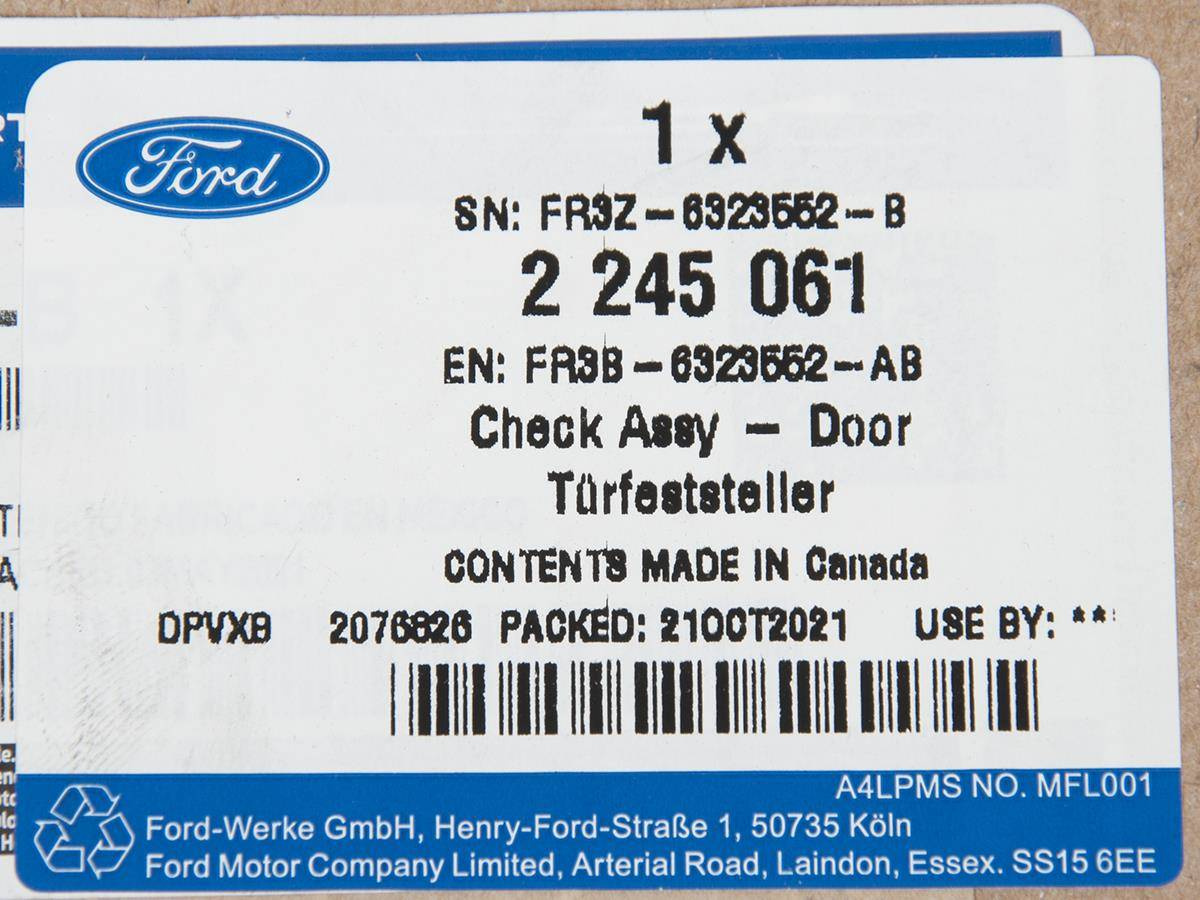 Ford
1 x
SN: FR3Z-6323552-B
2 245 061
EN: FR3B-6323552-AB
Check Assy - Door
Türfeststeller
CONTENTS MADE IN Canada
DPVXB 2076826 PACKED: 21OCT2021 USE BY: **
A4LPMS NO. MFL001
Ford-Werke GmbH, Henry-Ford-Straße 1, 50735 Köln
Ford Motor Company Limited, Arterial Road, Laindon, Essex. SS15 6EE